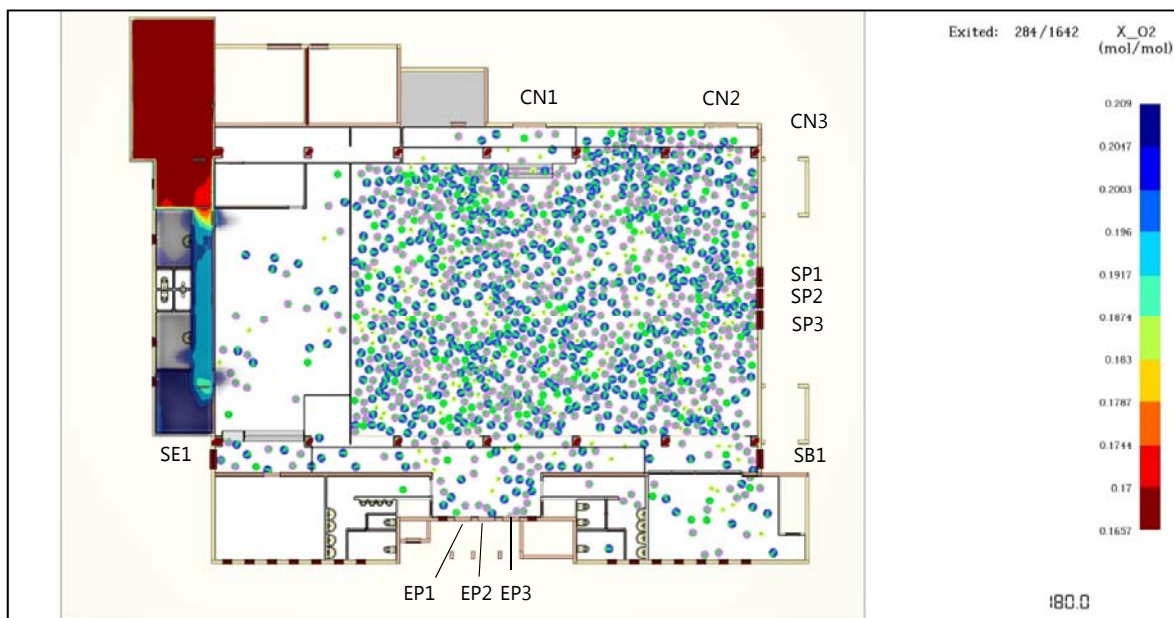 Exited: 284/1642
X_O2
(mol/mol)
CN1
CN2
CN3
SP1
SP2
SP3
SE1
SB1
EP1
EP2
EP3
0.209
0.2047
0.2003
0.196
0.1917
0.1874
0.183
0.1787
0.1744
0.17
0.1657
180.0